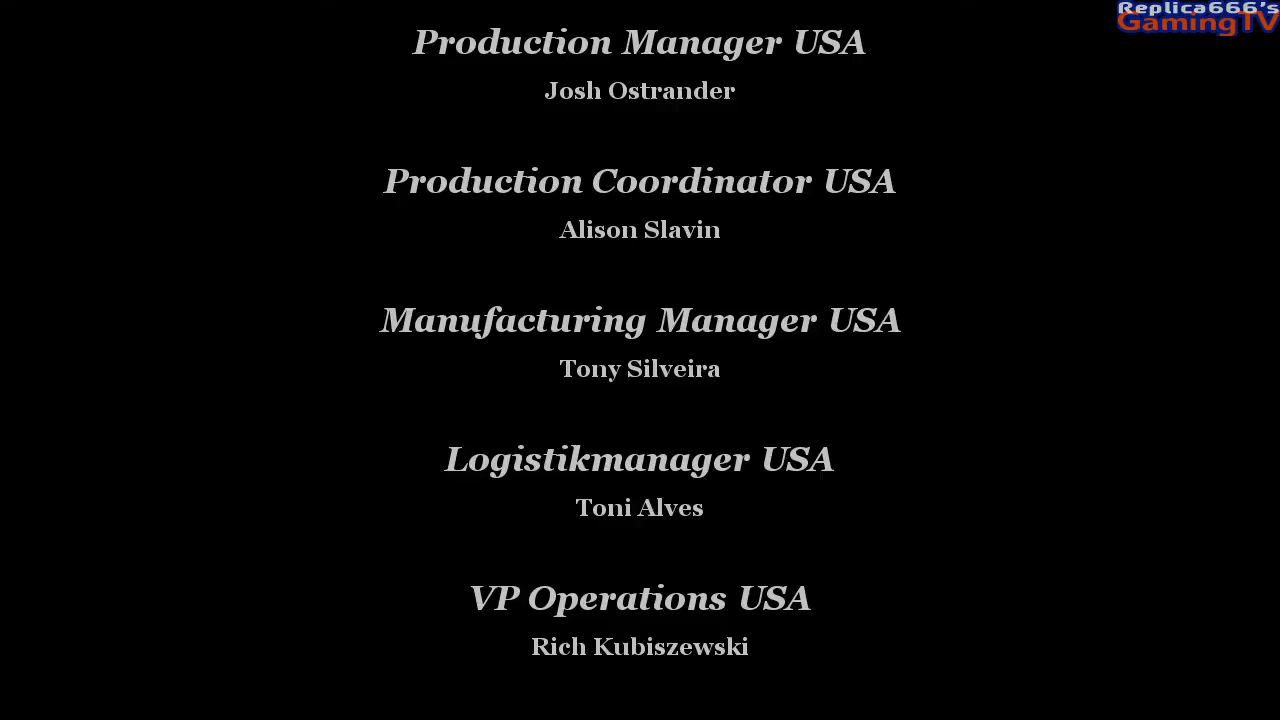 Replica666's
GamingTV
Production Manager USA
Josh Ostrander
Production Coordinator USA
Alison Slavin
Manufacturing Manager USA
Tony Silveira
Logistikmanager USA
Toni Alves
VP Operations USA
Rich Kubiszewski